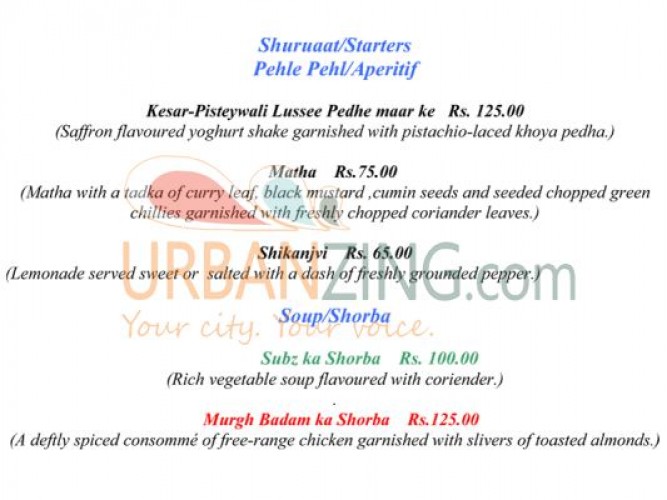 Shuruaat/Starters
Pehle Pehl/Aperitif
Kesar-Pisteywali Lussee Pedhe maar ke Rs. 125.00
(Saffron flavoured yoghurt shake garnished with pistachio-laced khoya pedha.)
Matha Rs.75.00
(Matha with a tadka of curry leaf, black mustard ,cumin seeds and seeded chopped green
chillies garnished with freshly chopped coriander leaves.)
Shikanjvi Rs. 65.00
(Lemonade served sweet or salted with a dash of freshly grounded pepper.)
URBANZING.com
Your city. Your voice.
Soup/Shorba
Subz ka Shorba Rs. 100.00
(Rich vegetable soup flavoured with coriender.)
.
Murgh Badam ka Shorba Rs.125.00
(A deftly spiced consommé of free-range chicken garnished with slivers of toasted almonds.)